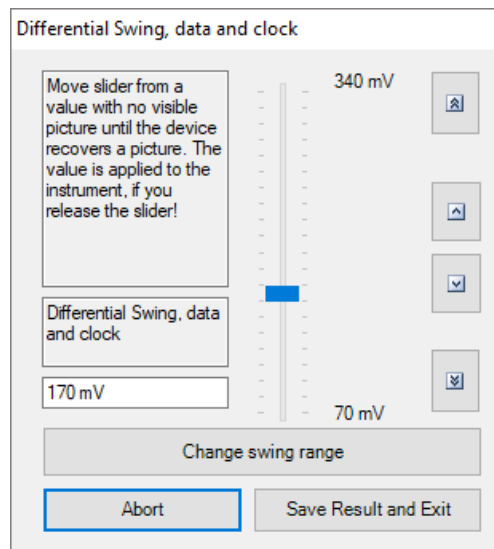 Differential Swing, data and clock
Move slider from a
value with no visible
picture until the device
recovers a picture. The
value is applied to the
instrument, if you
release the slider!
340 mV
Differential Swing, data
and clock
170 mV
70 mV
Change swing range
Abort
Save Result and Exit